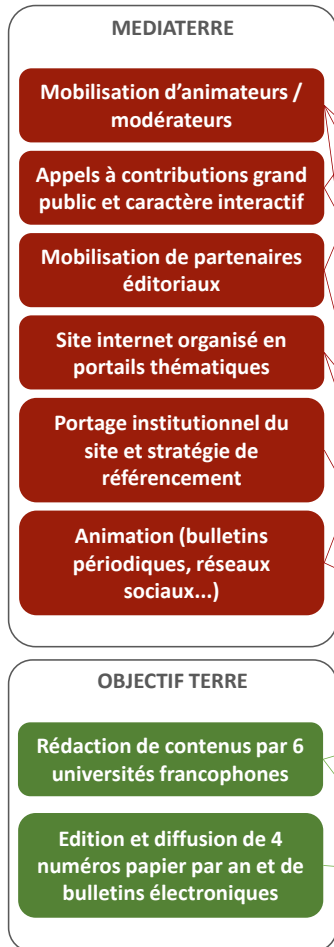 MEDIATERRE
Mobilisation d’animateurs /
modérateurs
Appels à contributions grand
public et caractère interactif
Mobilisation de partenaires
éditoriaux
Site internet organisé en
portails thématiques
Portage institutionnel du
site et stratégie de
référencement
Animation (bulletins
périodiques, réseaux
sociaux...)
OBJECTIF TERRE
Rédaction de contenus par 6
universités francophones
Edition et diffusion de 4
numéros papier par an et de
bulletins électroniques